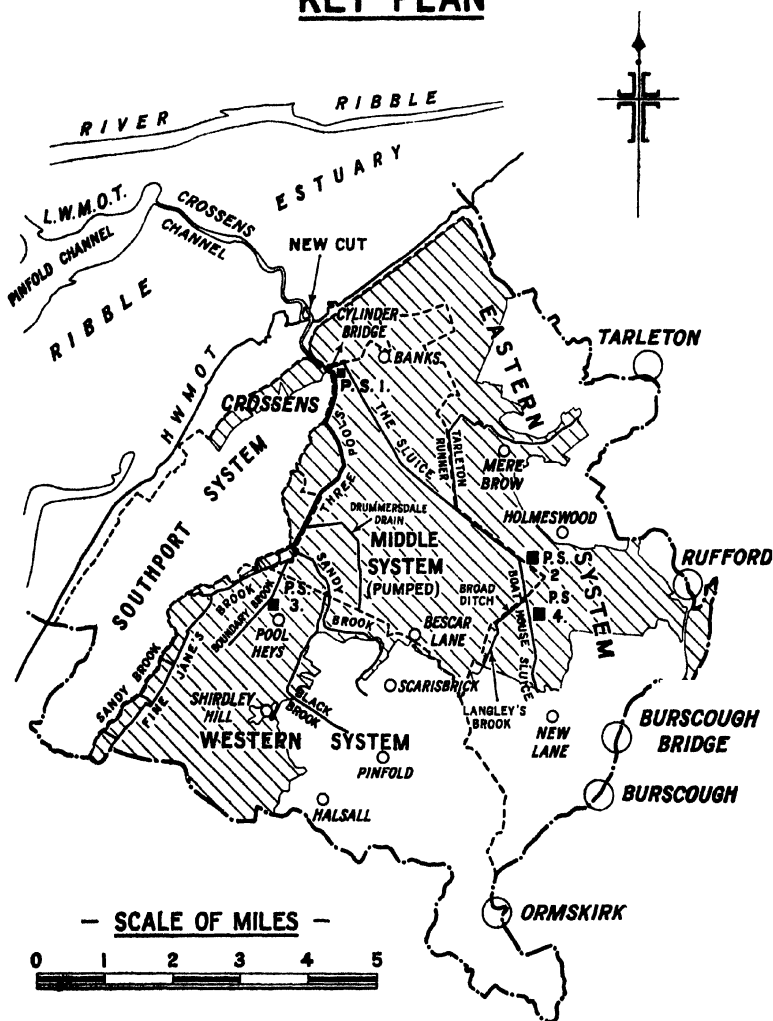 KEY PLAN
RIVER RIBBLE
ESTUARY
L.W.M.O.T.
CROSSENS
CHANNEL
PINFOLD CHANNEL
NEW CUT
RIBBLE
CYLINDER
BRIDGE
EASTERN
TARLETON
BANKS
P.S. 1.
H W M O T
CROSSENS
THE SLUICE
TARLETON
RUNNER
POOLS
MERE
BROW
SOUTHPORT SYSTEM
THREE
DRUMMERSDALE
DRAIN
HOLMESWOOD
MIDDLE
SYSTEM
(PUMPED)
P.S.
2
SYSTEM
RUFFORD
SANDY
BROOK
BROAD
DITCH
BOAT HOUSE SLUICE
P.S
4.
P.S.
3.
BOUNDARY BROOK
POOL
HEYS
BESCAR
LANE
SANDY BROOK
FINE JANE'S BROOK
SCARISBRICK
SHIRDLEY
HILL
BLACK
BROOK
LANGLEY'S
BROOK
NEW
LANE
BURSCOUGH
BRIDGE
WESTERN SYSTEM
PINFOLD
BURSCOUGH
HALSALL
ORMSKIRK
– SCALE OF MILES –
0 1 2 3 4 5